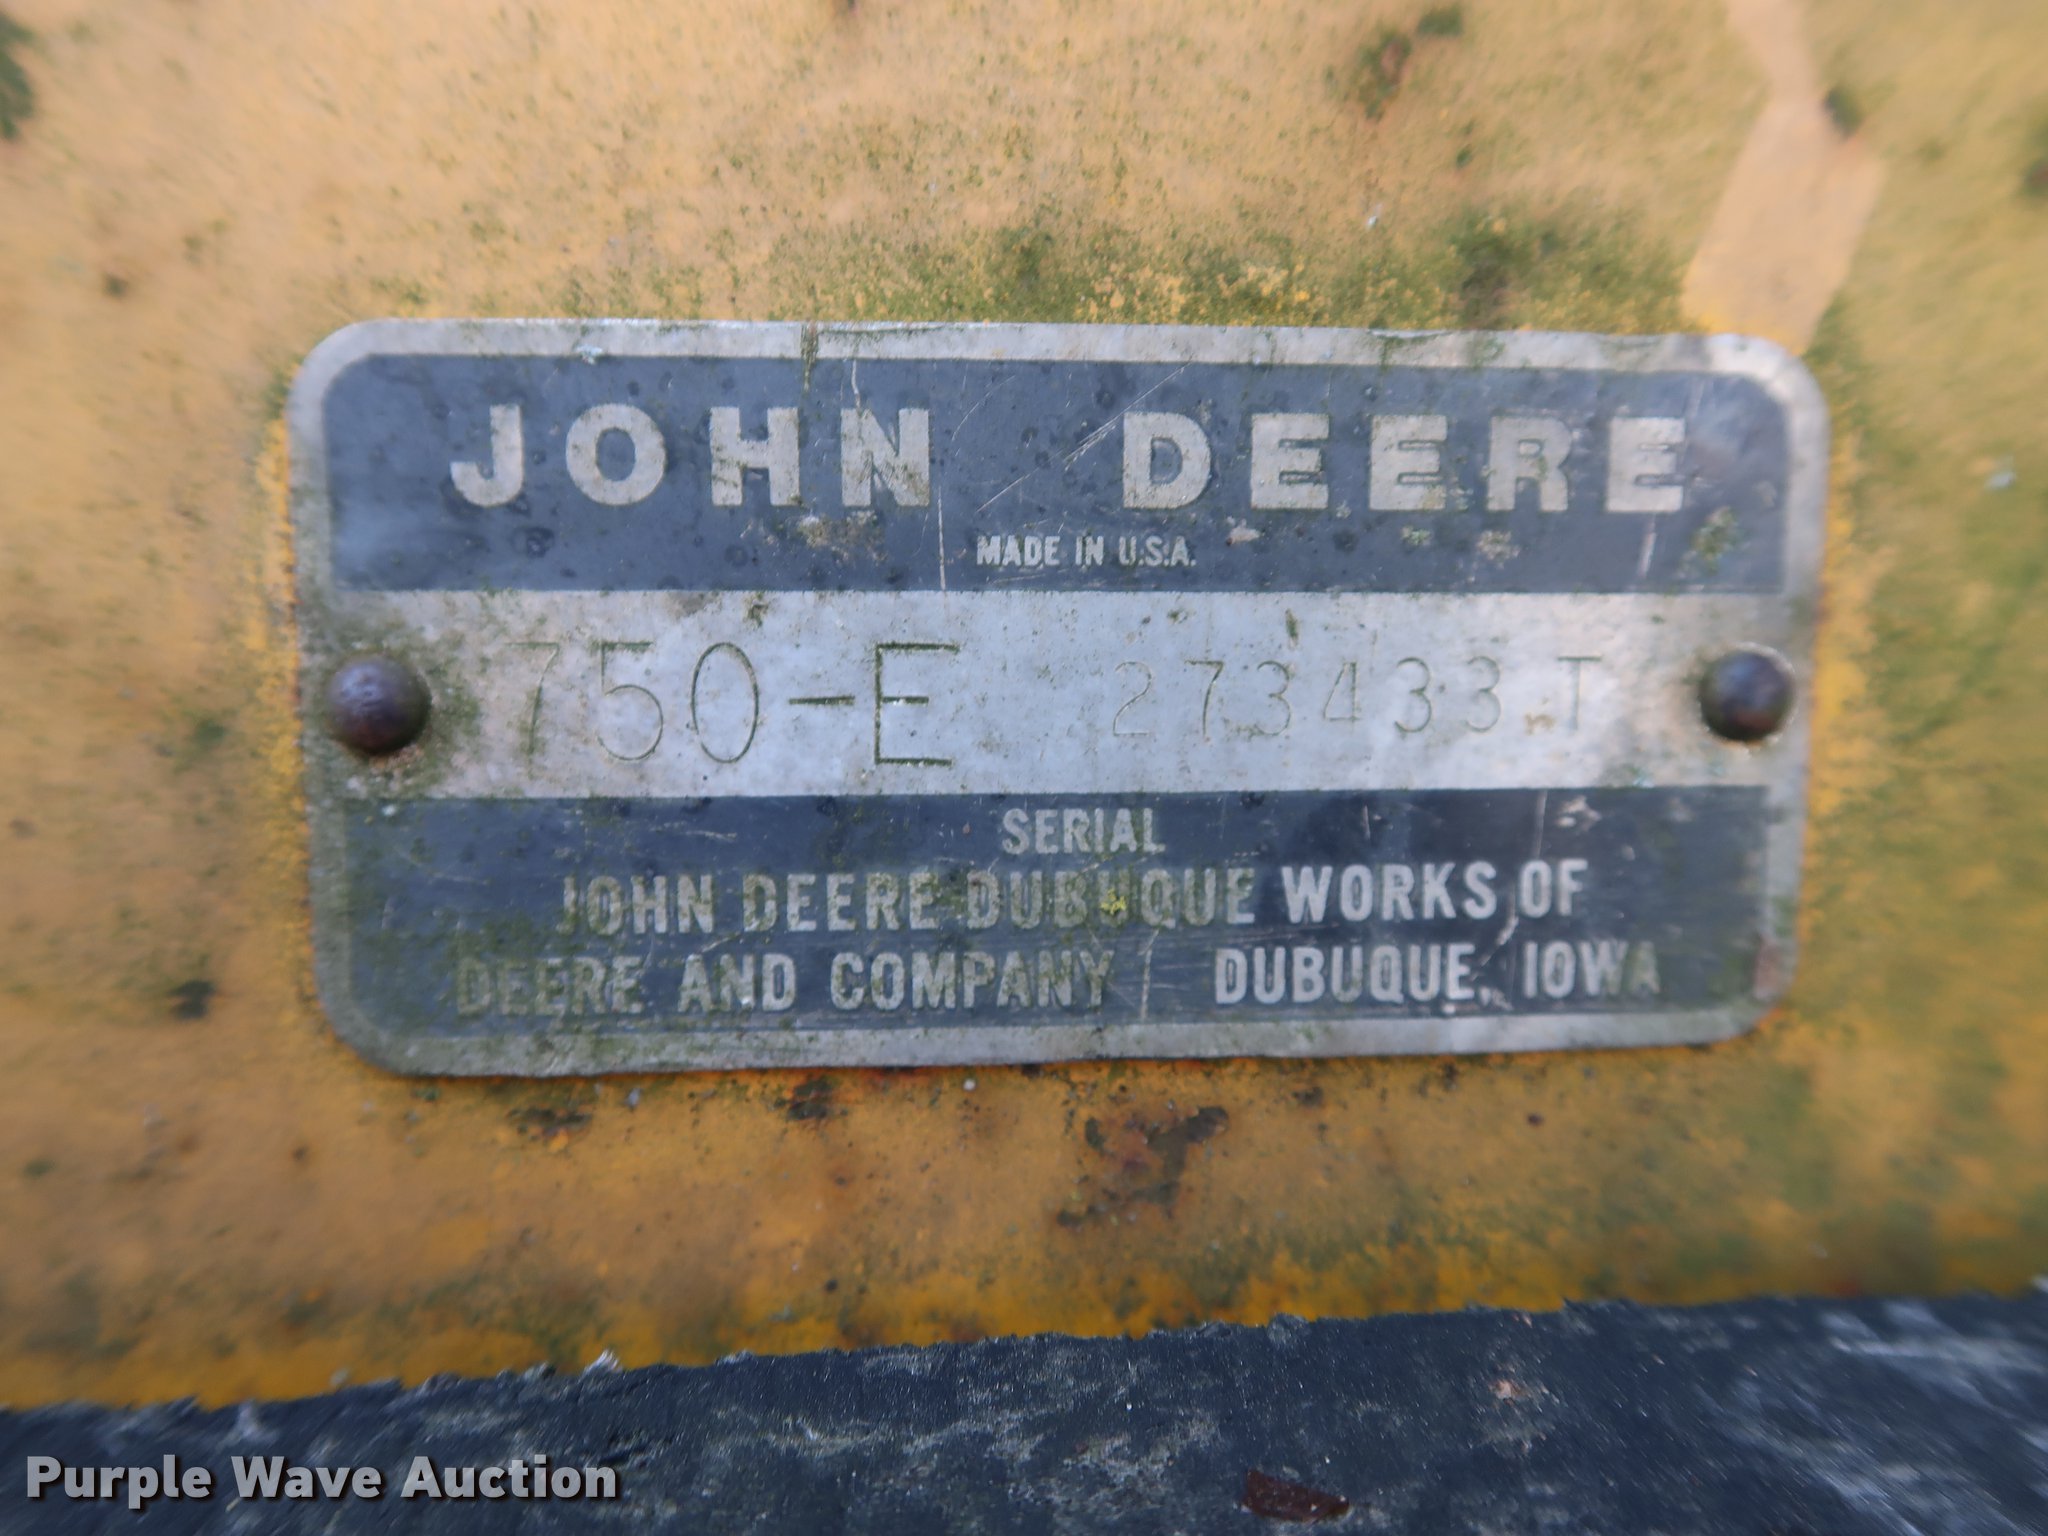 JOHN DEERE
MADE IN U.S.A.
750-E 273433 T
SERIAL
JOHN DEERE DUBUQUE WORKS OF
DEERE AND COMPANY DUBUQUE, IOWA
Purple Wave Auction